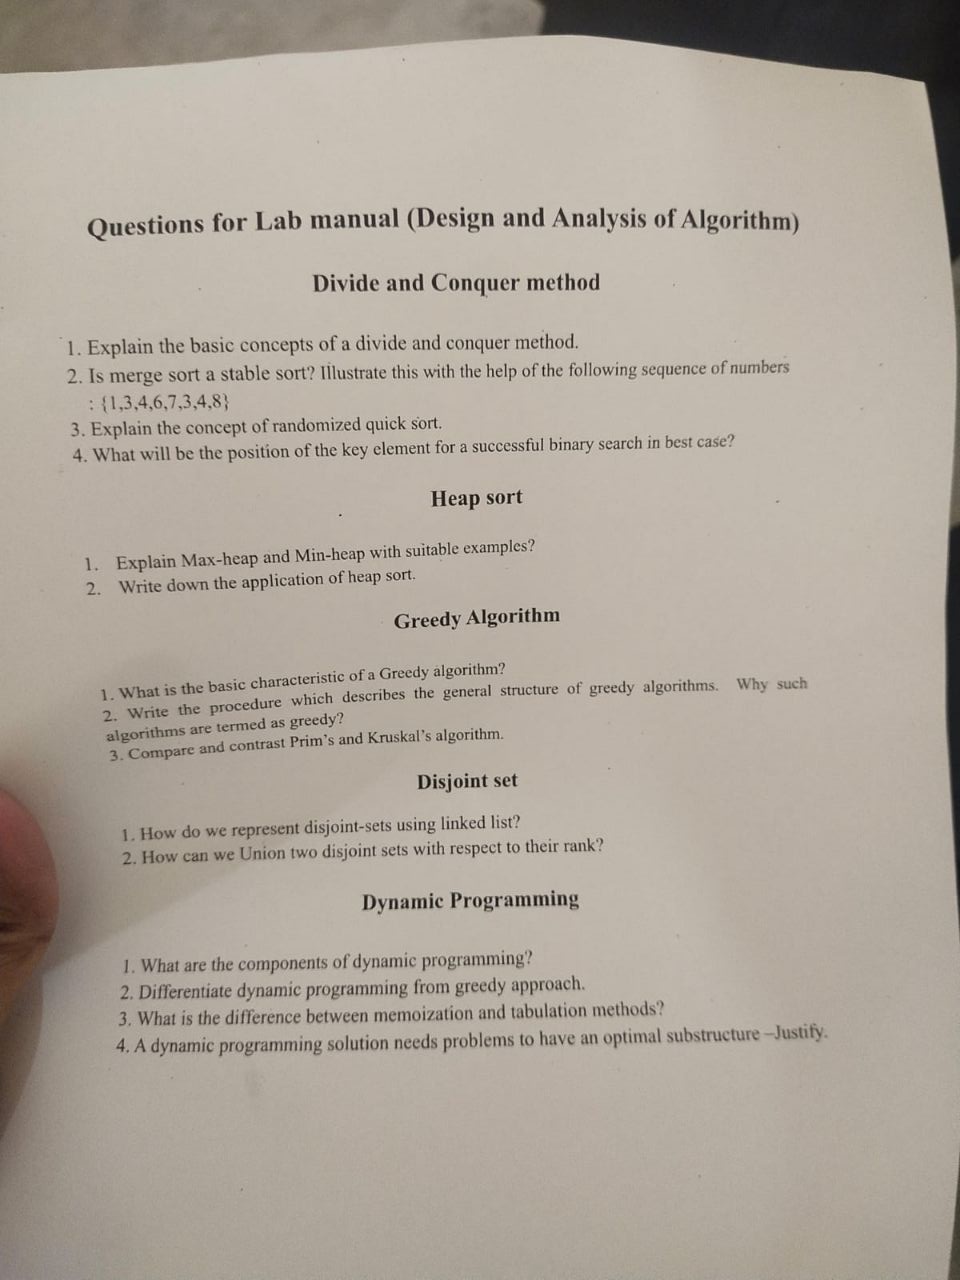 Questions for Lab manual (Design and Analysis of Algorithm)
Divide and Conquer method
1. Explain the basic concepts of a divide and conquer method.
2. Is merge sort a stable sort? Illustrate this with the help of the following sequence of numbers
: {1,3,4,6,7,3,4,8}
3. Explain the concept of randomized quick sort.
4. What will be the position of the key element for a successful binary search in best case?
Heap sort
1. Explain Max-heap and Min-heap with suitable examples?
2. Write down the application of heap sort.
Greedy Algorithm
1. What is the basic characteristic of a Greedy algorithm?
2. Write the procedure which describes the general structure of greedy algorithms. Why such
algorithms are termed as greedy?
3. Compare and contrast Prim's and Kruskal's algorithm.
Disjoint set
1. How do we represent disjoint-sets using linked list?
2. How can we Union two disjoint sets with respect to their rank?
Dynamic Programming
1. What are the components of dynamic programming?
2. Differentiate dynamic programming from greedy approach.
3. What is the difference between memoization and tabulation methods?
4. A dynamic programming solution needs problems to have an optimal substructure –Justify.